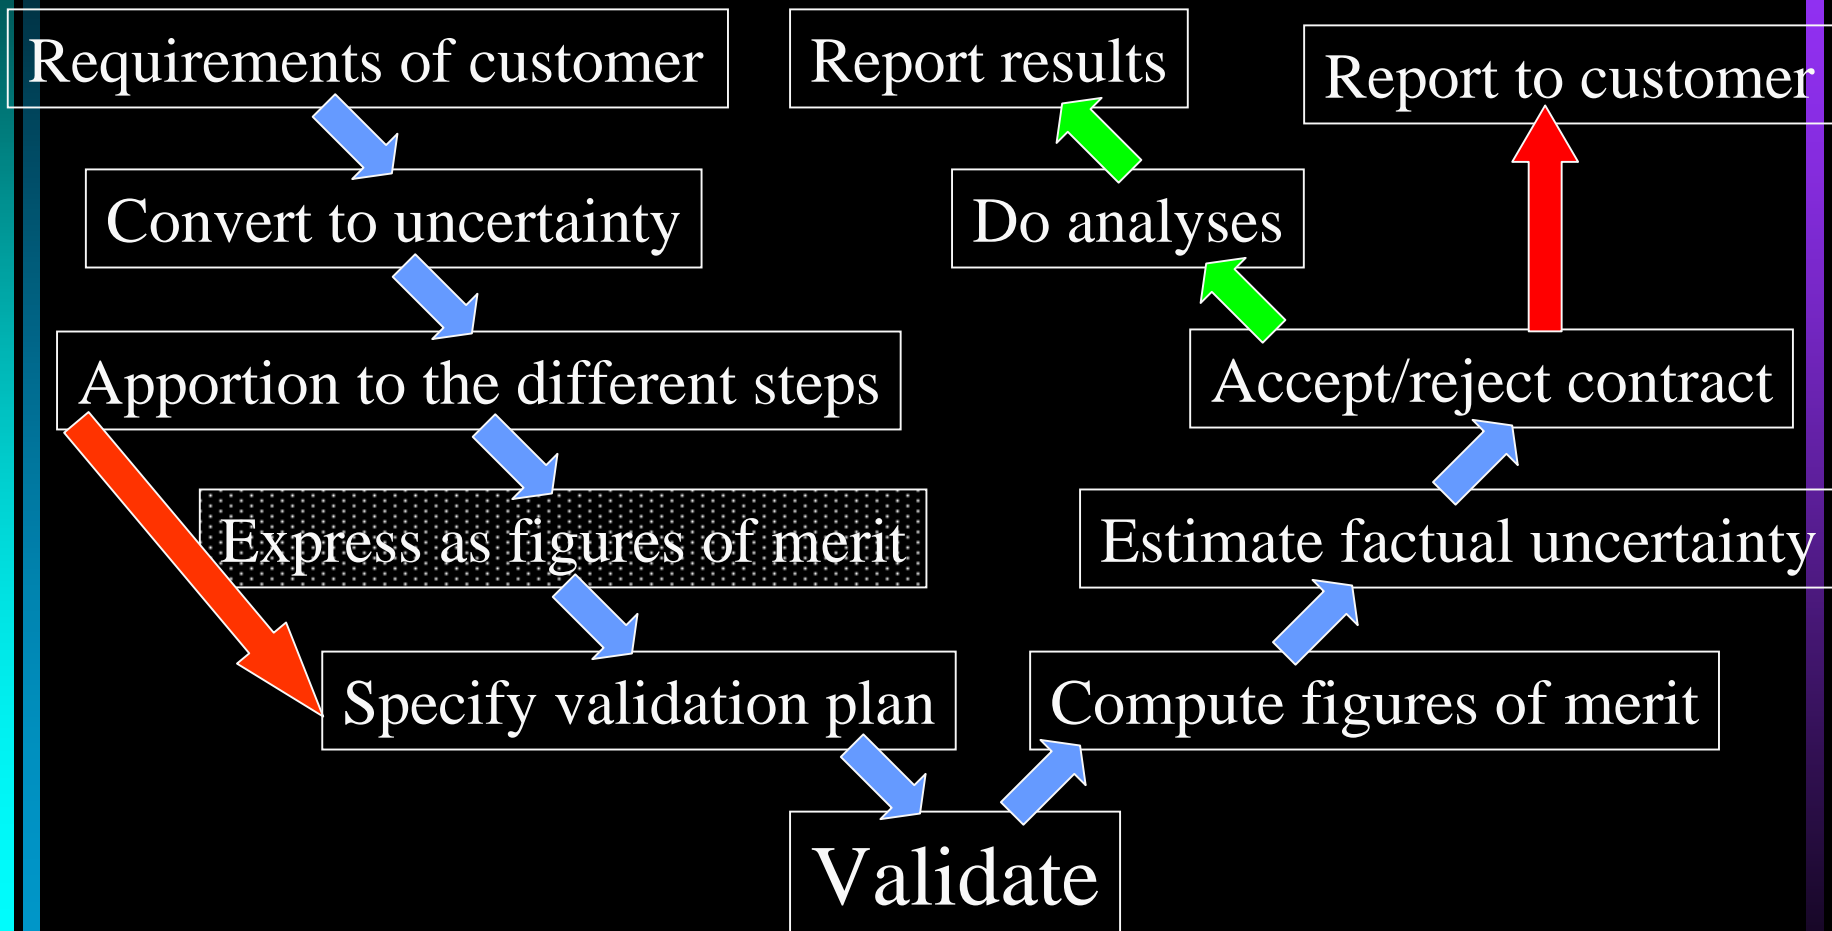 Requirements of customer
Convert to uncertainty
Apportion to the different steps
Express as figures of merit
Specify validation plan
Validate
Compute figures of merit
Estimate factual uncertainty
Accept/reject contract
Do analyses
Report results
Report to customer